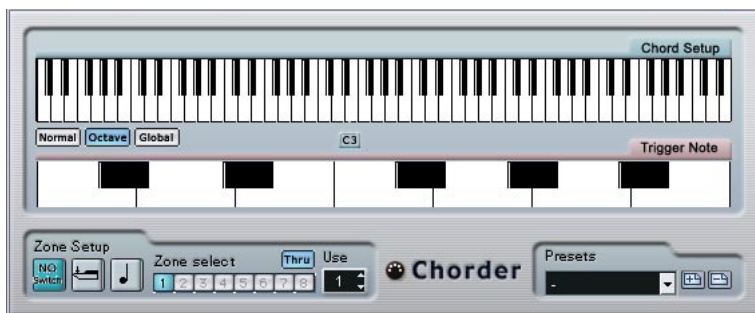 Chord Setup
Normal Octave Global C3
Trigger Note
Zone Setup
NO Switch
Zone select Thru Use
1 2 3 4 5 6 7 8 1
Chorder
Presets
-